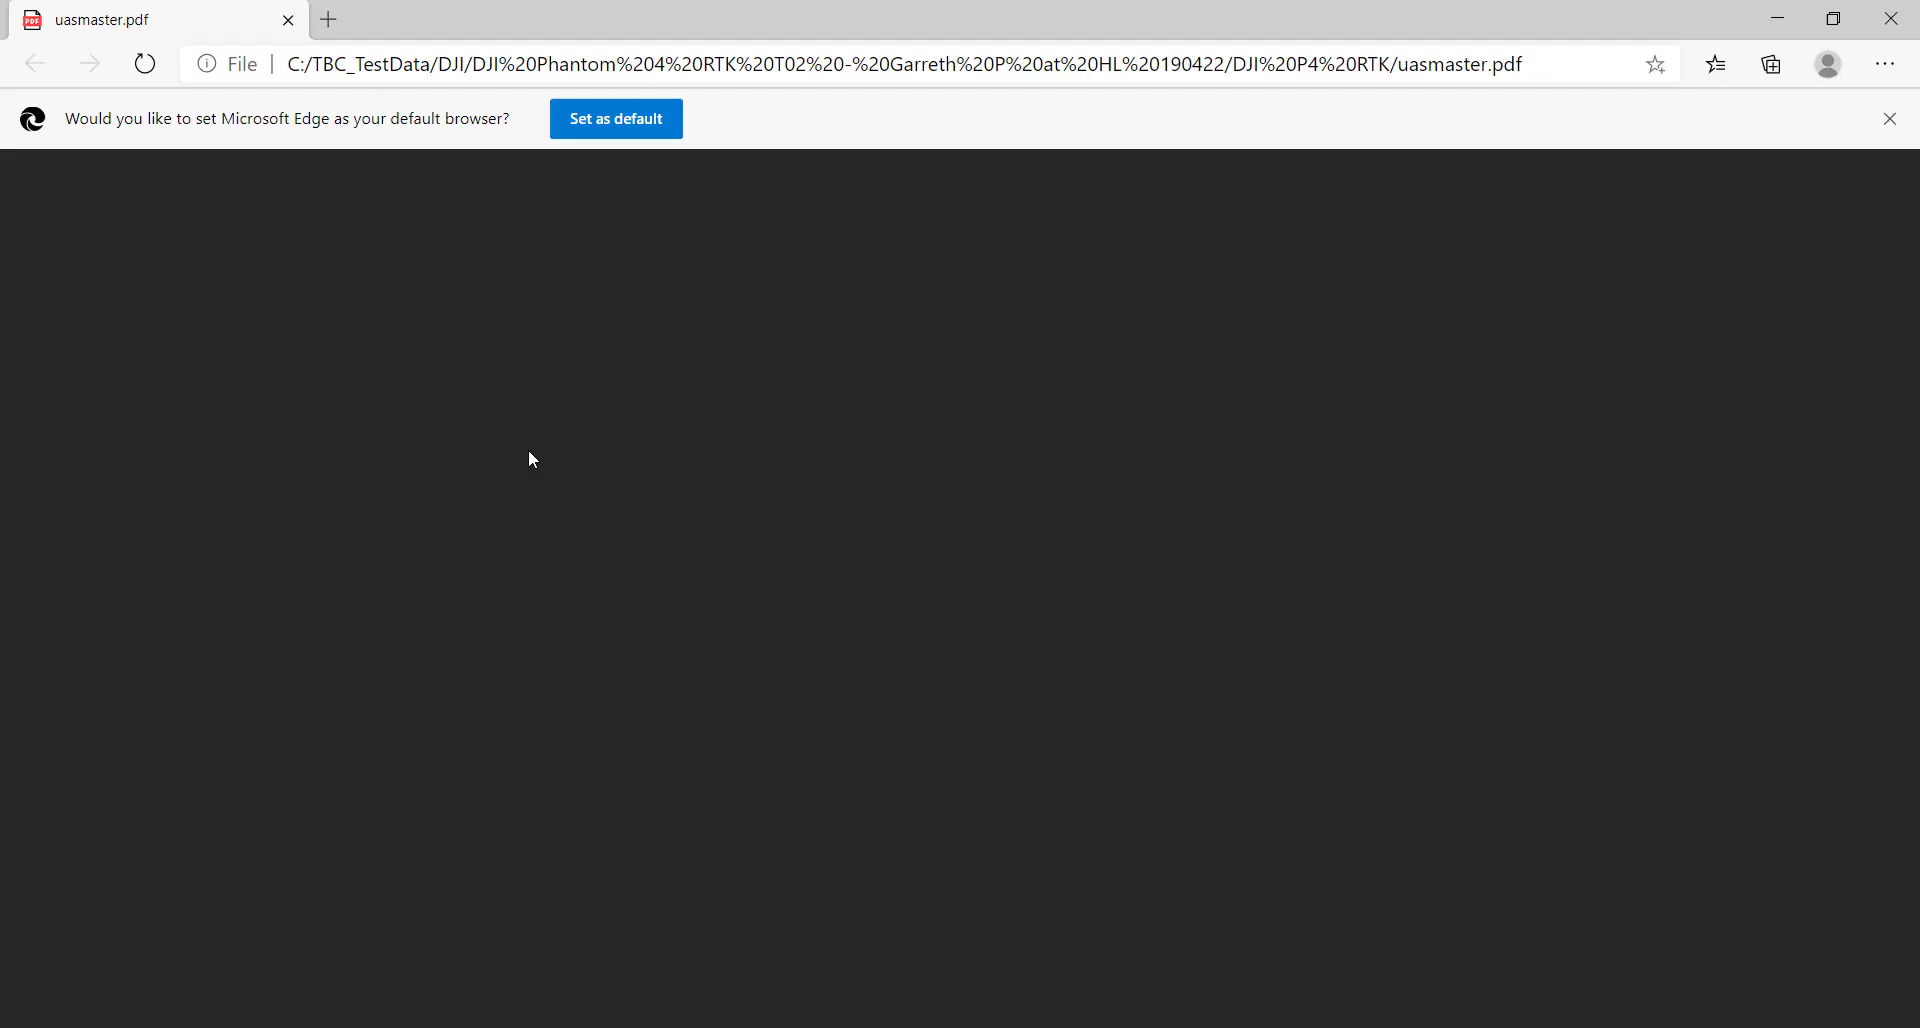 uasmaster.pdf
File | C:/TBC_TestData/DJI/DJI%20Phantom%204%20RTK%20T02%20-%20Garreth%20P%20at%20HL%20190422/DJI%20P4%20RTK/uasmaster.pdf
Would you like to set Microsoft Edge as your default browser? Set as default